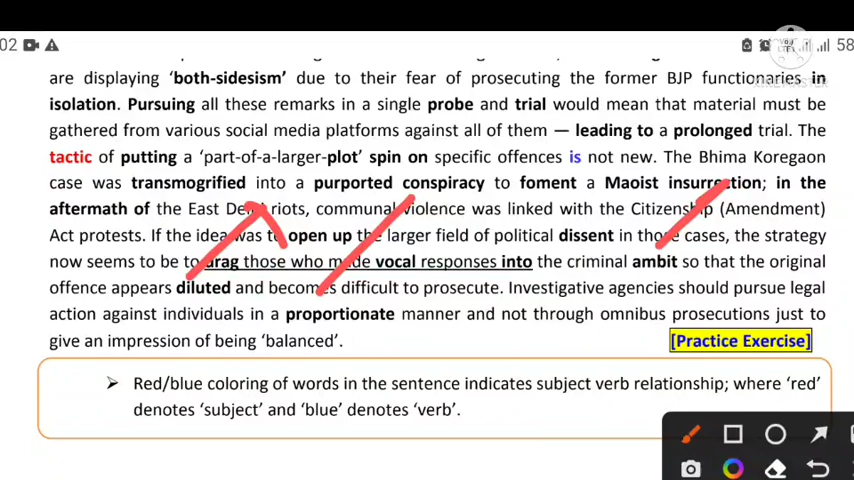 02
58
are displaying 'both-sidesism' due to their fear of prosecuting the former BJP functionaries in
isolation. Pursuing all these remarks in a single probe and trial would mean that material must be
gathered from various social media platforms against all of them — leading to a prolonged trial. The
tactic of putting a 'part-of-a-larger-plot' spin on specific offences is not new. The Bhima Koregaon
case was transmogrified into a purported conspiracy to foment a Maoist insurrection; in the
aftermath of the East Delhi riots, communal violence was linked with the Citizenship (Amendment)
Act protests. If the idea was to open up the larger field of political dissent in those cases, the strategy
now seems to be to drag those who made vocal responses into the criminal ambit so that the original
offence appears diluted and becomes difficult to prosecute. Investigative agencies should pursue legal
action against individuals in a proportionate manner and not through omnibus prosecutions just to
give an impression of being 'balanced'. [Practice Exercise]
➢ Red/blue coloring of words in the sentence indicates subject verb relationship; where 'red'
denotes 'subject' and 'blue' denotes 'verb'.